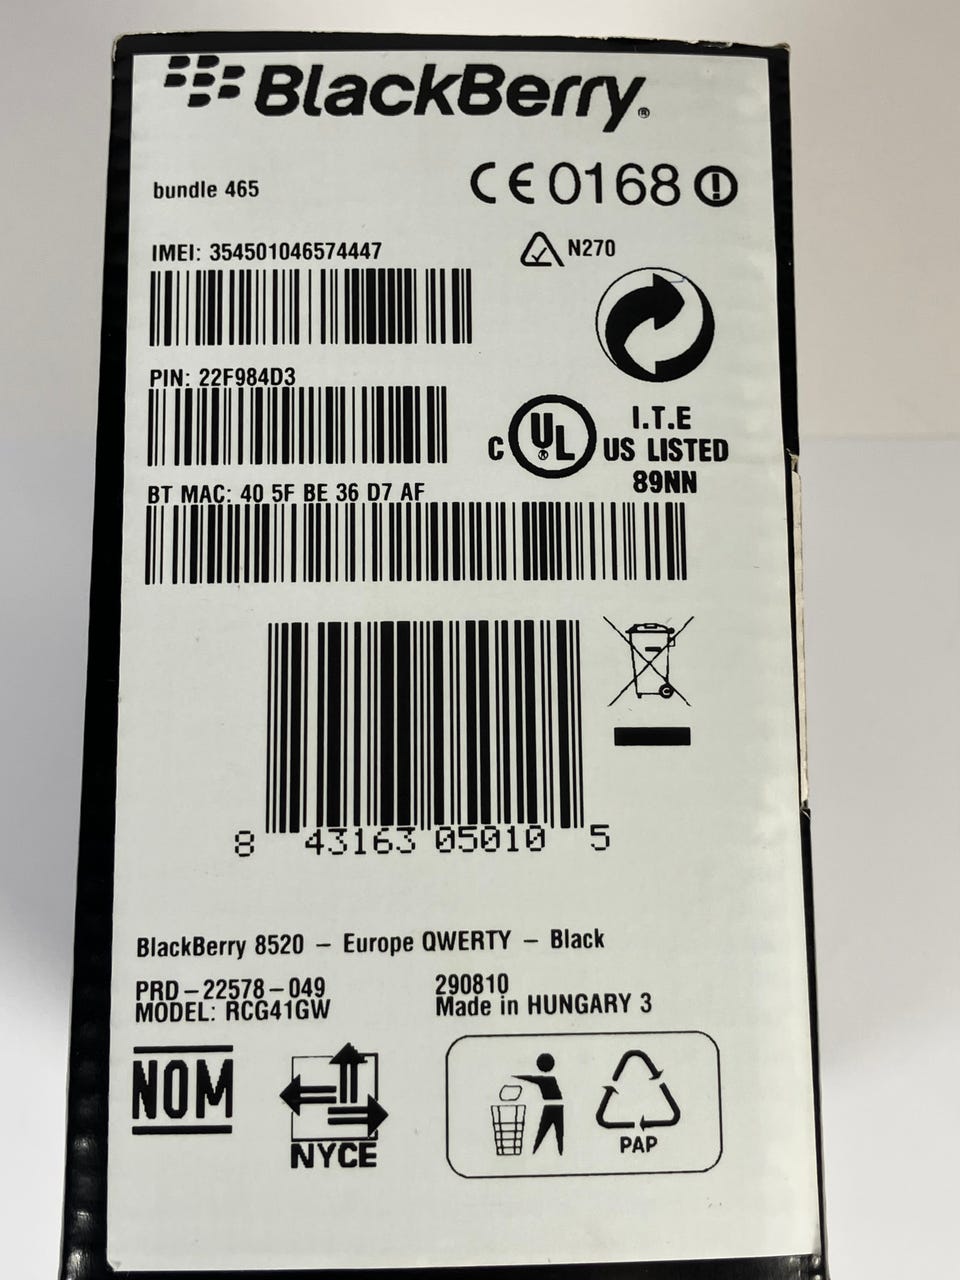 BlackBerry®
bundle 465
CE0168
IMEI: 354501046574447
N270
PIN: 22F984D3
C UL® US LISTED
I.T.E
89NN
BT MAC: 40 5F BE 36 D7 AF
8 43163 05010 5
BlackBerry 8520 – Europe QWERTY – Black
PRD–22578–049
290810
MODEL: RCG41GW
Made in HUNGARY 3
NOM
NYCE
PAP